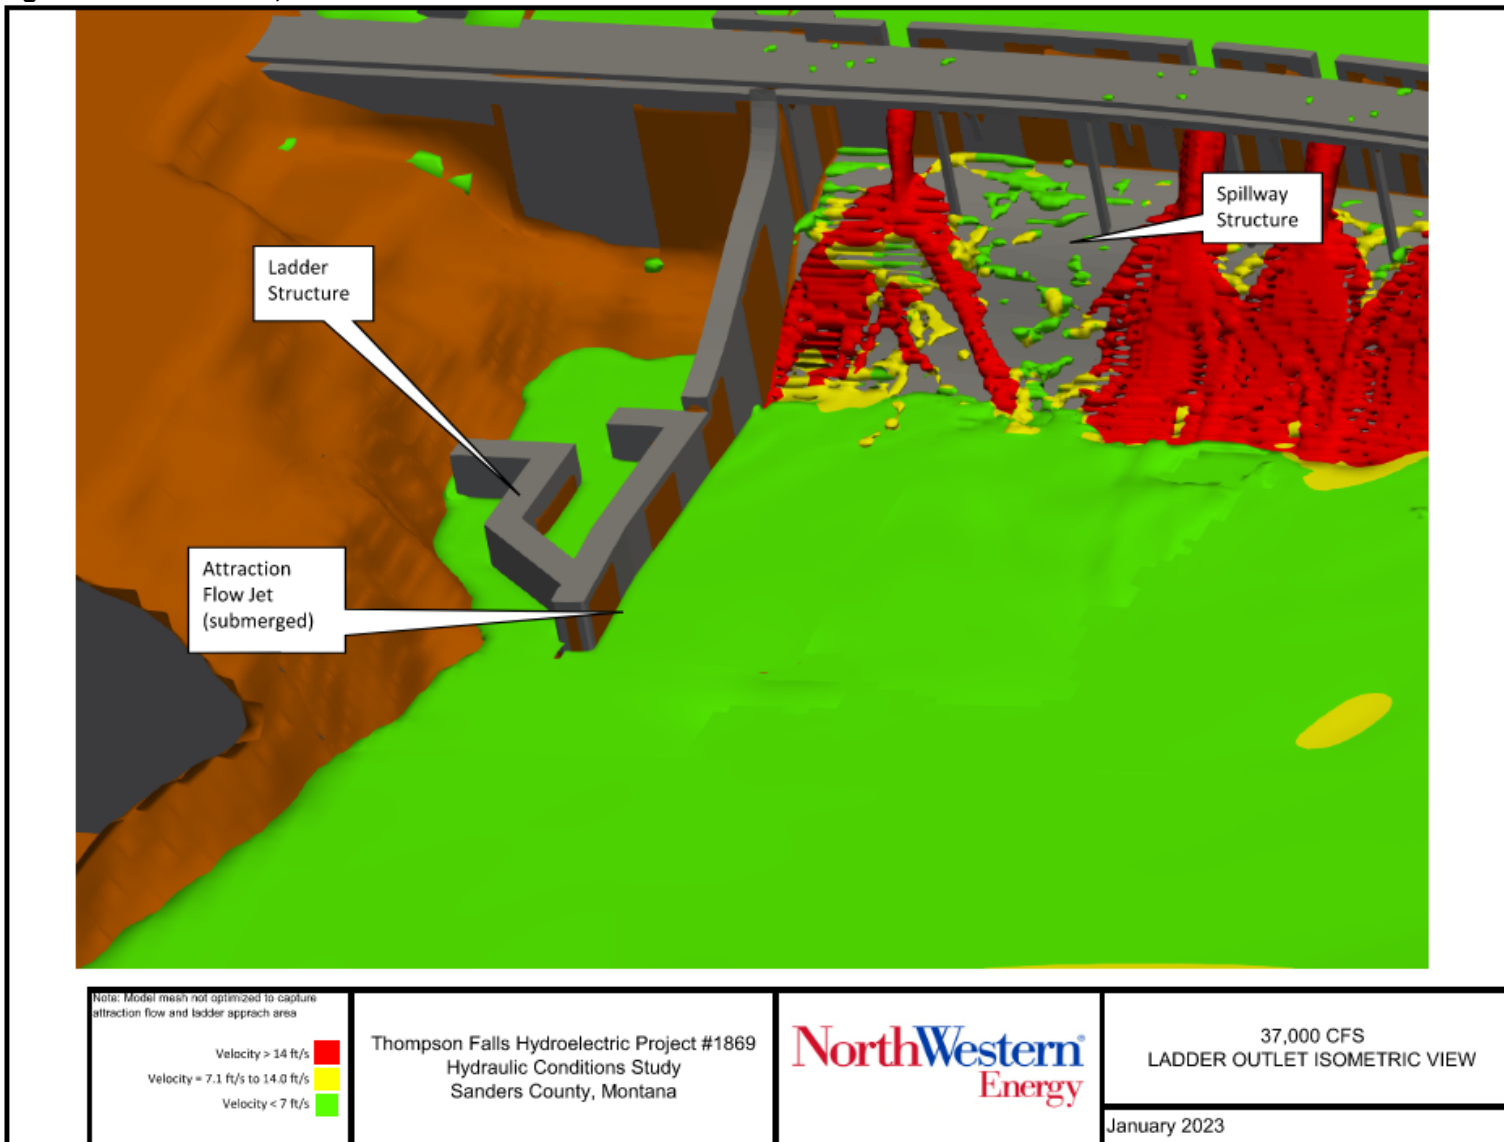 Ladder
Structure
Spillway
Structure
Attraction
Flow Jet
(submerged)
Note: Model mesh not optimized to capture
attraction flow and ladder apprach area
Velocity > 14 ft/s
Velocity = 7.1 ft/s to 14.0 ft/s
Velocity < 7 ft/s
Thompson Falls Hydroelectric Project #1869
Hydraulic Conditions Study
Sanders County, Montana
NorthWestern®
Energy
37,000 CFS
LADDER OUTLET ISOMETRIC VIEW
January 2023